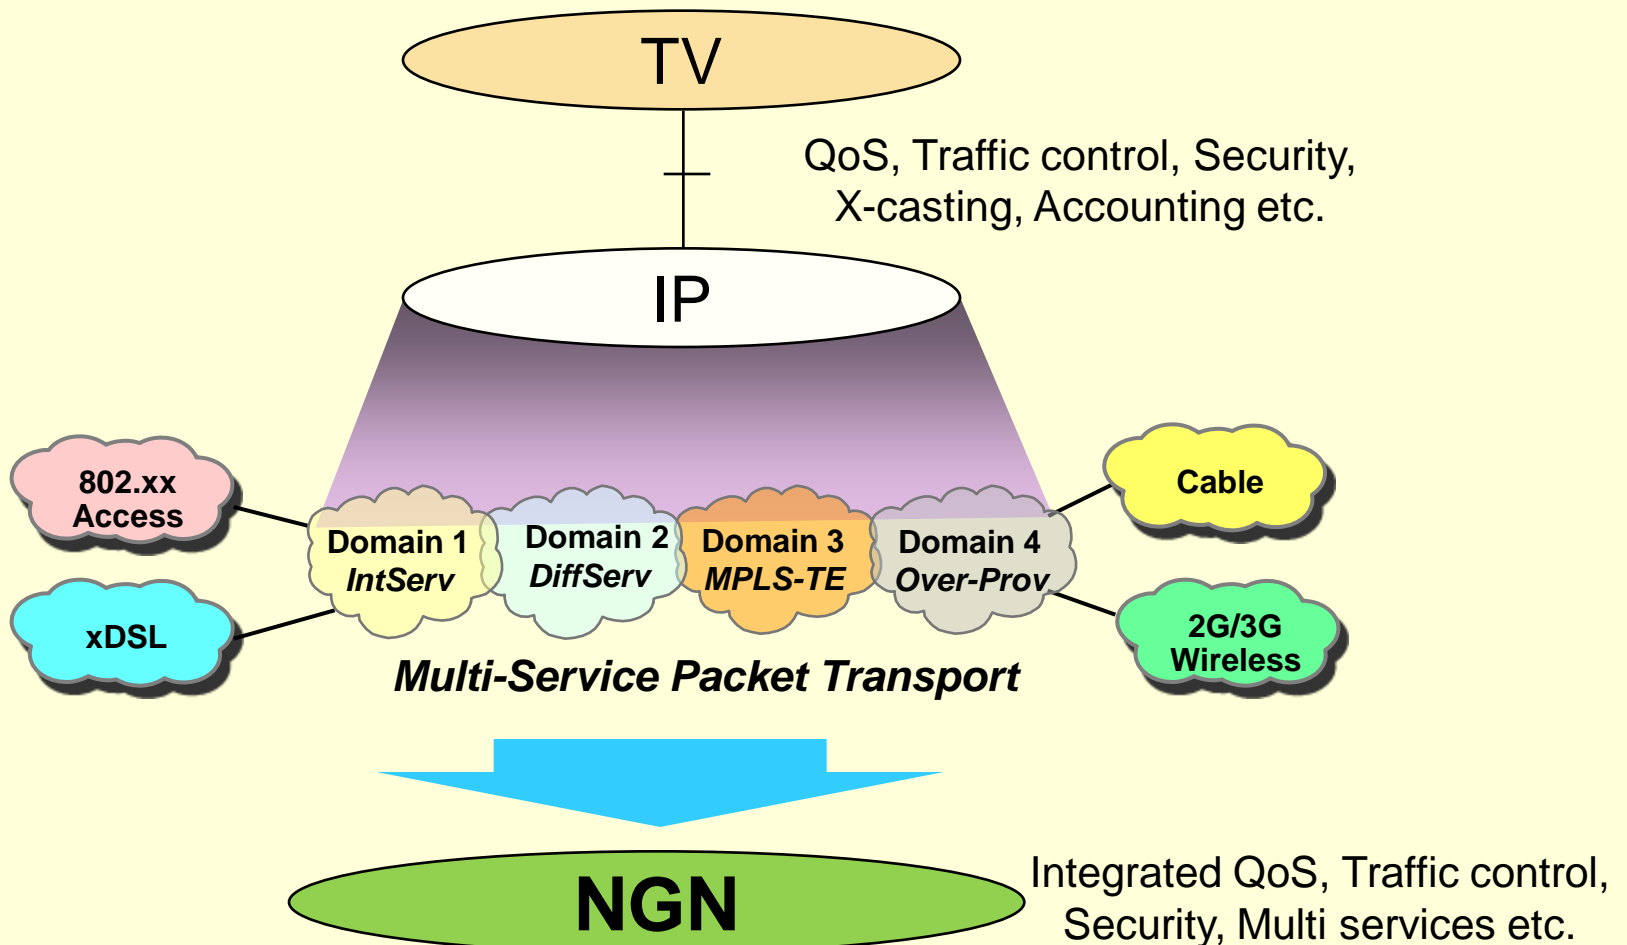 TV
QoS, Traffic control, Security,
X-casting, Accounting etc.
IP
802.xx
Access
Cable
Domain 1
IntServ
Domain 2
DiffServ
Domain 3
MPLS-TE
Domain 4
Over-Prov
xDSL
2G/3G
Wireless
Multi-Service Packet Transport
NGN
Integrated QoS, Traffic control,
Security, Multi services etc.